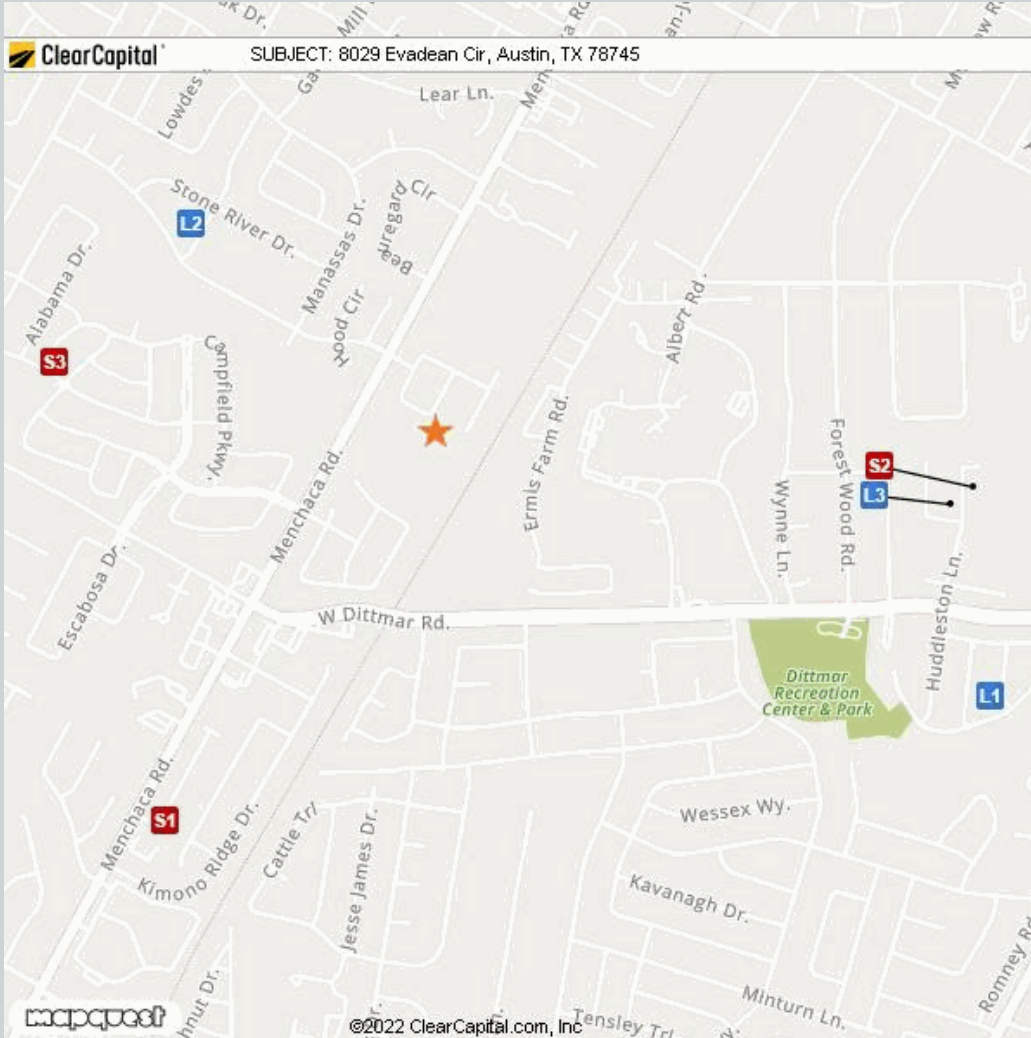 ClearCapital
SUBJECT: 8029 Evadean Cir, Austin, TX 78745
Lear Ln.
Stone River Dr.
L2
Manassas Dr.
Beauregard Cir
Hood Cir
Alabama Dr.
S3
Campfield Pkwy.
Albert Rd.
Ermis Farm Rd.
Menchaca Rd.
Forest Wood Rd.
S2
L3
Wynne Ln.
Escabosa Dr.
W Dittmar Rd.
Huddleston Ln.
Dittmar
Recreation
Center & Park
L1
Menchaca Rd.
S1
Kimono Ridge Dr.
Cattle Trl
Jesse James Dr.
Wessex Wy.
Kavanagh Dr.
Romney Rd
Minturn Ln.
Tensley Trl
mapquest
©2022 ClearCapital.com, Inc